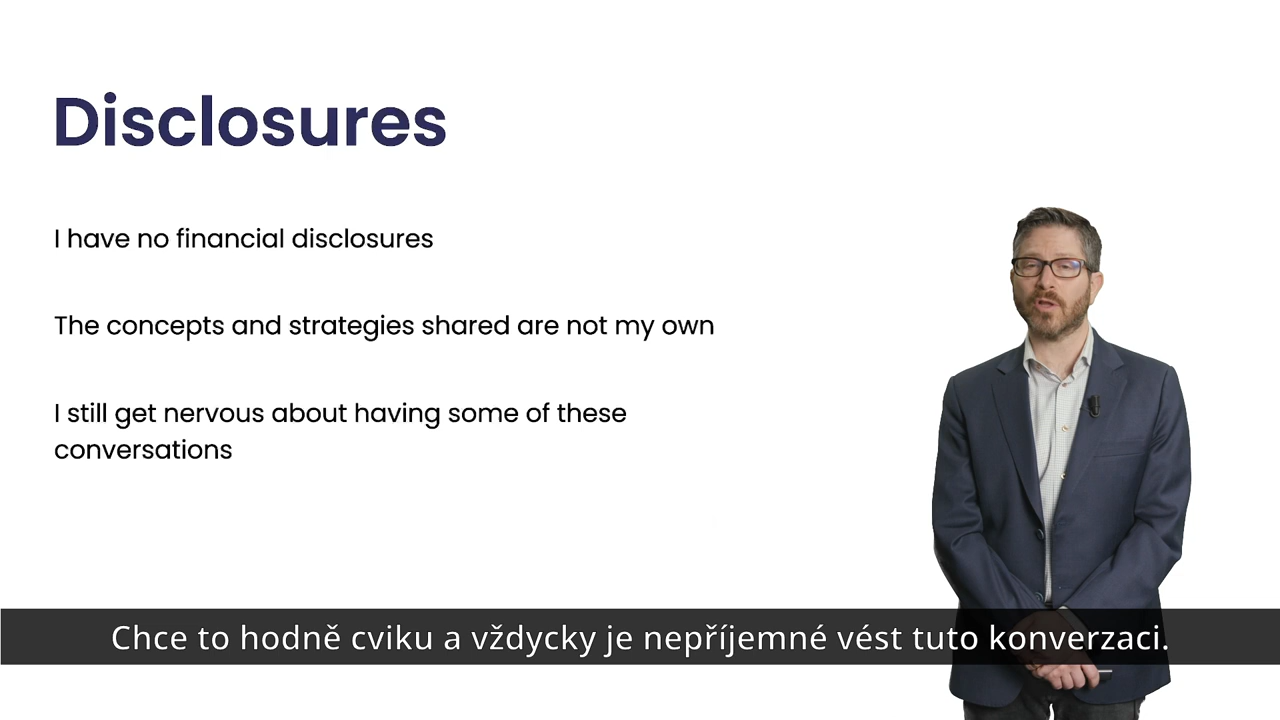 Disclosures
I have no financial disclosures
The concepts and strategies shared are not my own
I still get nervous about having some of these
conversations
Chce to hodně cviku a vždycky je nepříjemné vést tuto konverzaci.